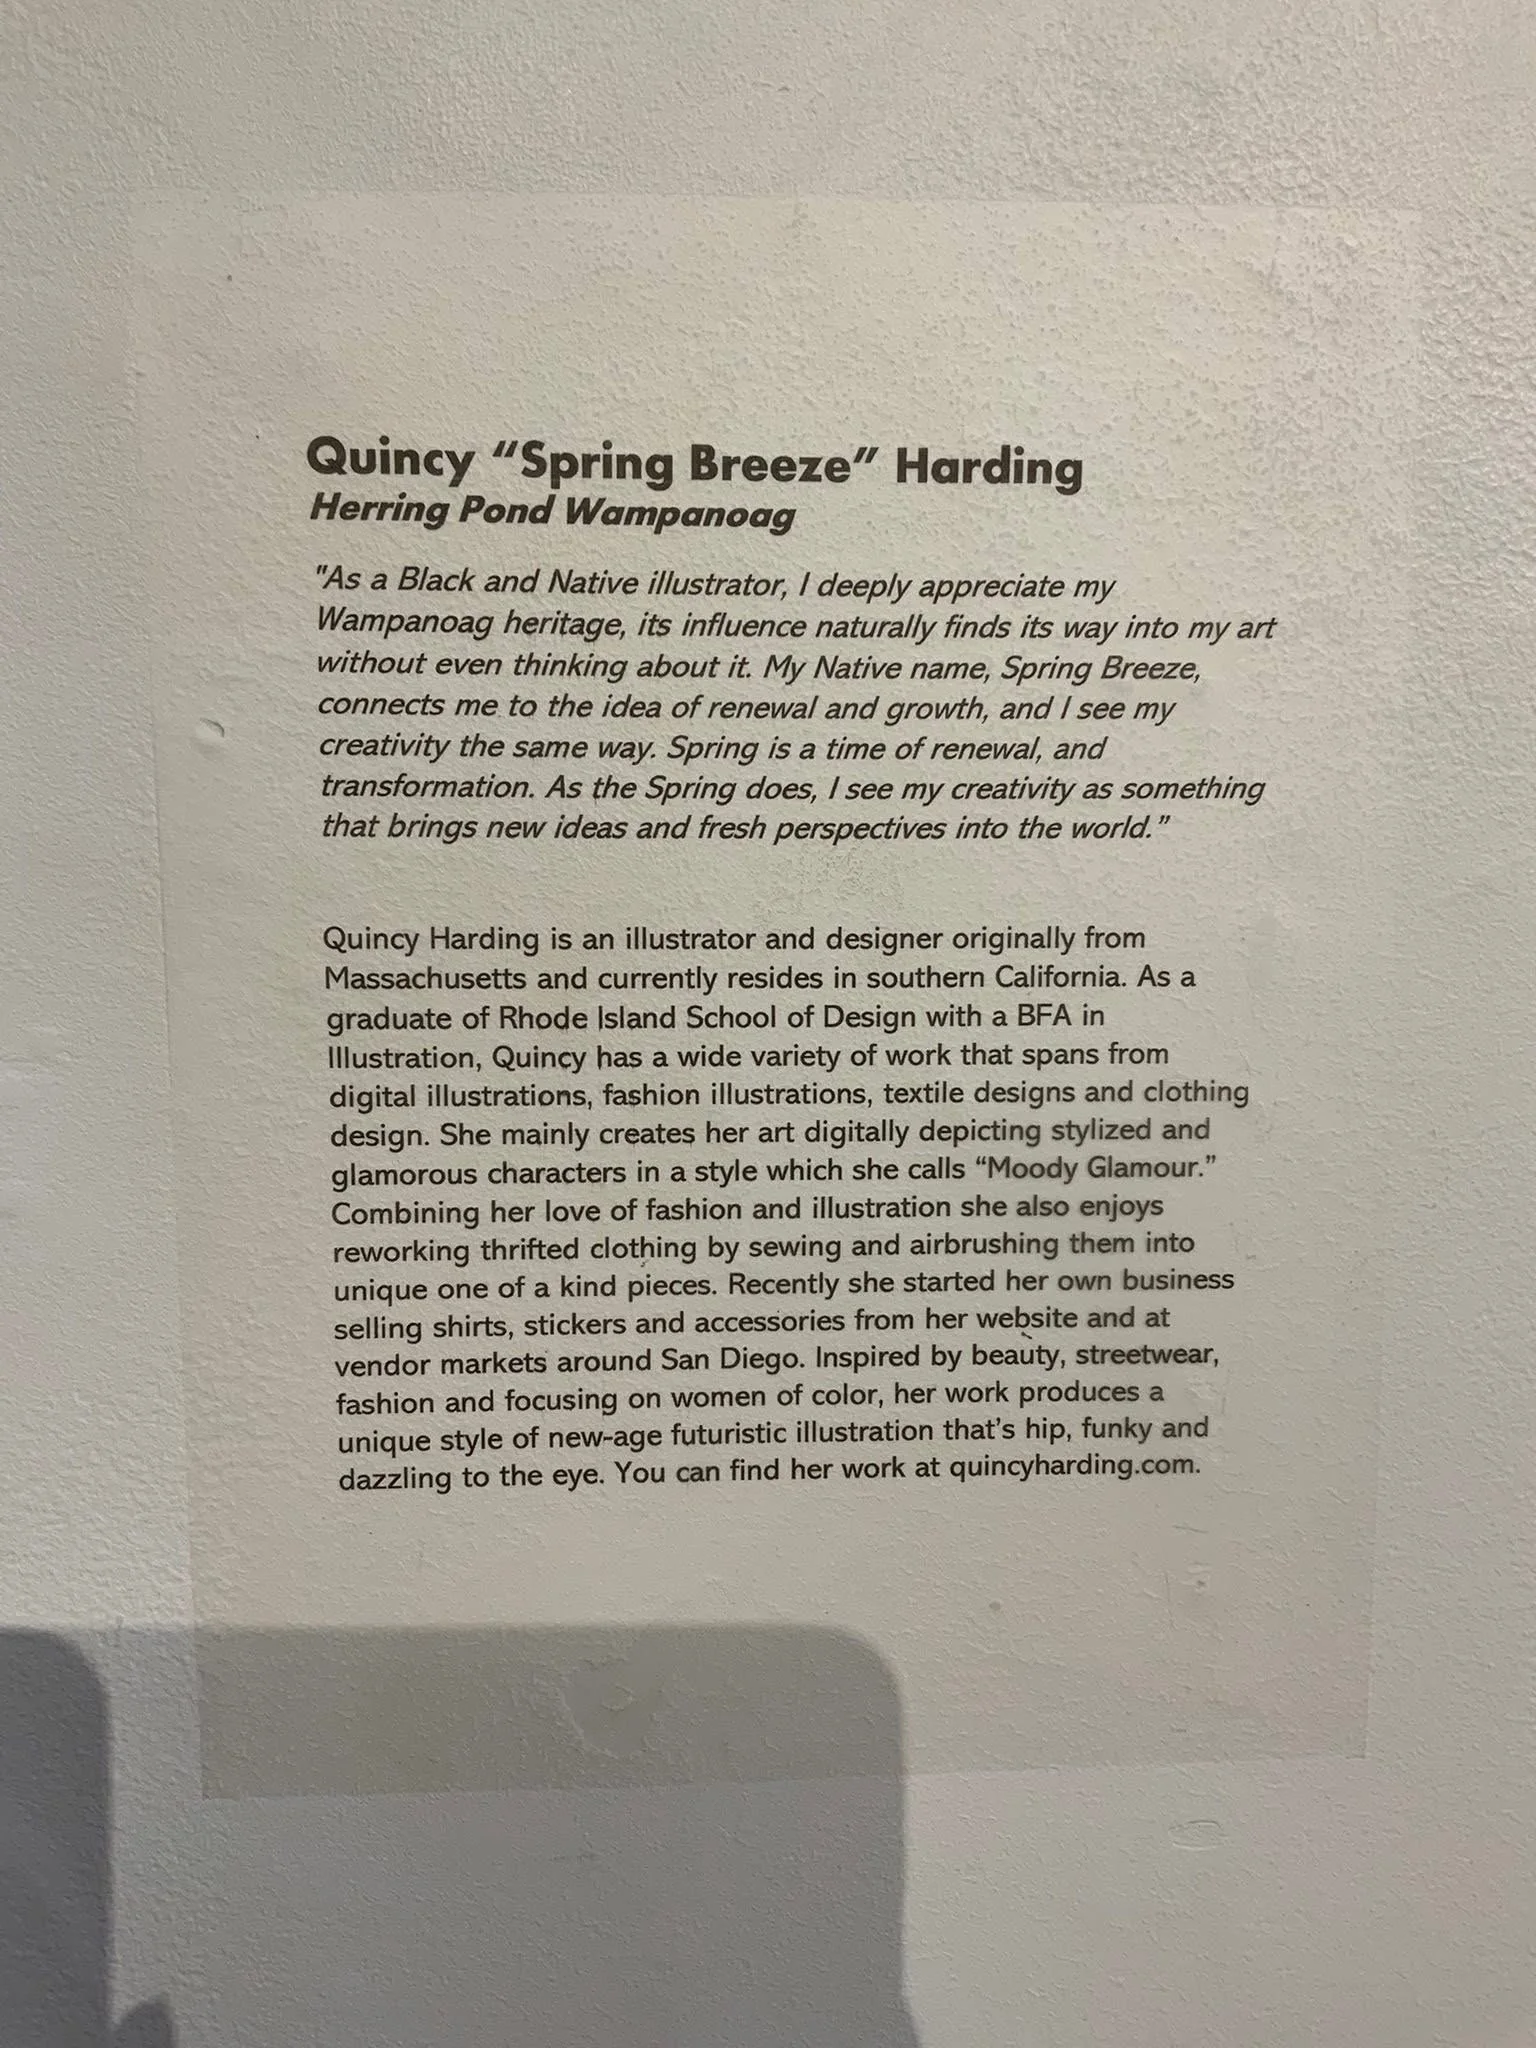 Quincy “Spring Breeze” Harding
Herring Pond Wampanoag
"As a Black and Native illustrator, I deeply appreciate my
Wampanoag heritage, its influence naturally finds its way into my art
without even thinking about it. My Native name, Spring Breeze,
connects me to the idea of renewal and growth, and I see my
creativity the same way. Spring is a time of renewal, and
transformation. As the Spring does, I see my creativity as something
that brings new ideas and fresh perspectives into the world.”
Quincy Harding is an illustrator and designer originally from
Massachusetts and currently resides in southern California. As a
graduate of Rhode Island School of Design with a BFA in
Illustration, Quincy has a wide variety of work that spans from
digital illustrations, fashion illustrations, textile designs and clothing
design. She mainly creates her art digitally depicting stylized and
glamorous characters in a style which she calls “Moody Glamour.”
Combining her love of fashion and illustration she also enjoys
reworking thrifted clothing by sewing and airbrushing them into
unique one of a kind pieces. Recently she started her own business
selling shirts, stickers and accessories from her website and at
vendor markets around San Diego. Inspired by beauty, streetwear,
fashion and focusing on women of color, her work produces a
unique style of new-age futuristic illustration that’s hip, funky and
dazzling to the eye. You can find her work at quincyharding.com.